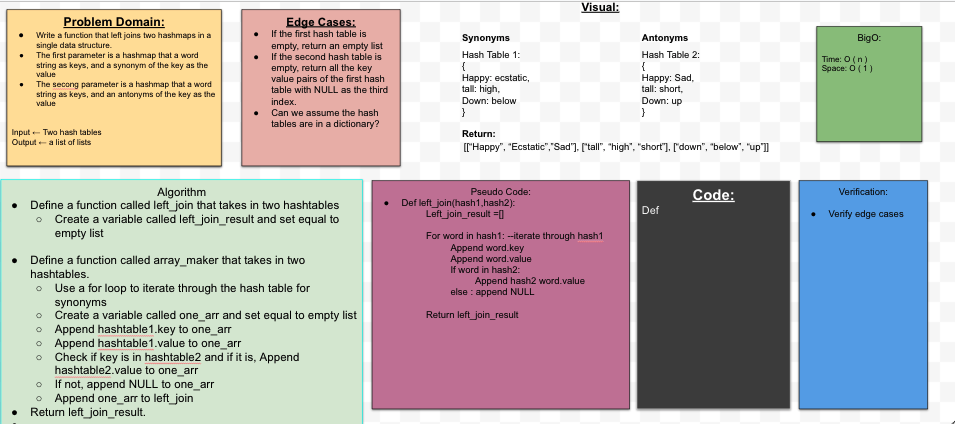 Visual:
Problem Domain:
● Write a function that left joins two hashmaps in a
single data structure.
● The first parameter is a hashmap that a word
string as keys, and a synonym of the key as the
value
● The secong parameter is a hashmap that a word
string as keys, and an antonyms of the key as the
value
Input ← Two hash tables
Output ← a list of lists
Edge Cases:
● If the first hash table is
empty, return an empty list
● If the second hash table is
empty, return all the key
value pairs of the first hash
table with NULL as the third
index.
● Can we assume the hash
tables are in a dictionary?
Synonyms
Hash Table 1:
{
Happy: ecstatic,
tall: high,
Down: below
}
Antonyms
Hash Table 2:
{
Happy: Sad,
tall: short,
Down: up
}
Return:
[["Happy", "Ecstatic","Sad"], ["tall", "high", "short"], ["down", "below", "up"]]
BigO:
Time: O ( n )
Space: O ( 1 )
Algorithm
● Define a function called left_join that takes in two hashtables
○ Create a variable called left_join_result and set equal to
empty list
● Define a function called array_maker that takes in two
hashtables.
○ Use a for loop to iterate through the hash table for
synonyms
○ Create a variable called one_arr and set equal to empty list
○ Append hashtable1.key to one_arr
○ Append hashtable1.value to one_arr
○ Check if key is in hashtable2 and if it is, Append
hashtable2.value to one_arr
○ If not, append NULL to one_arr
○ Append one_arr to left_join
● Return left_join_result.
Pseudo Code:
● Def left_join(hash1,hash2):
Left_join_result =[]
For word in hash1: --iterate through hash1
Append word.key
Append word.value
If word in hash2:
Append hash2 word.value
else : append NULL
Return left_join_result
Code:
Def
Verification:
● Verify edge cases